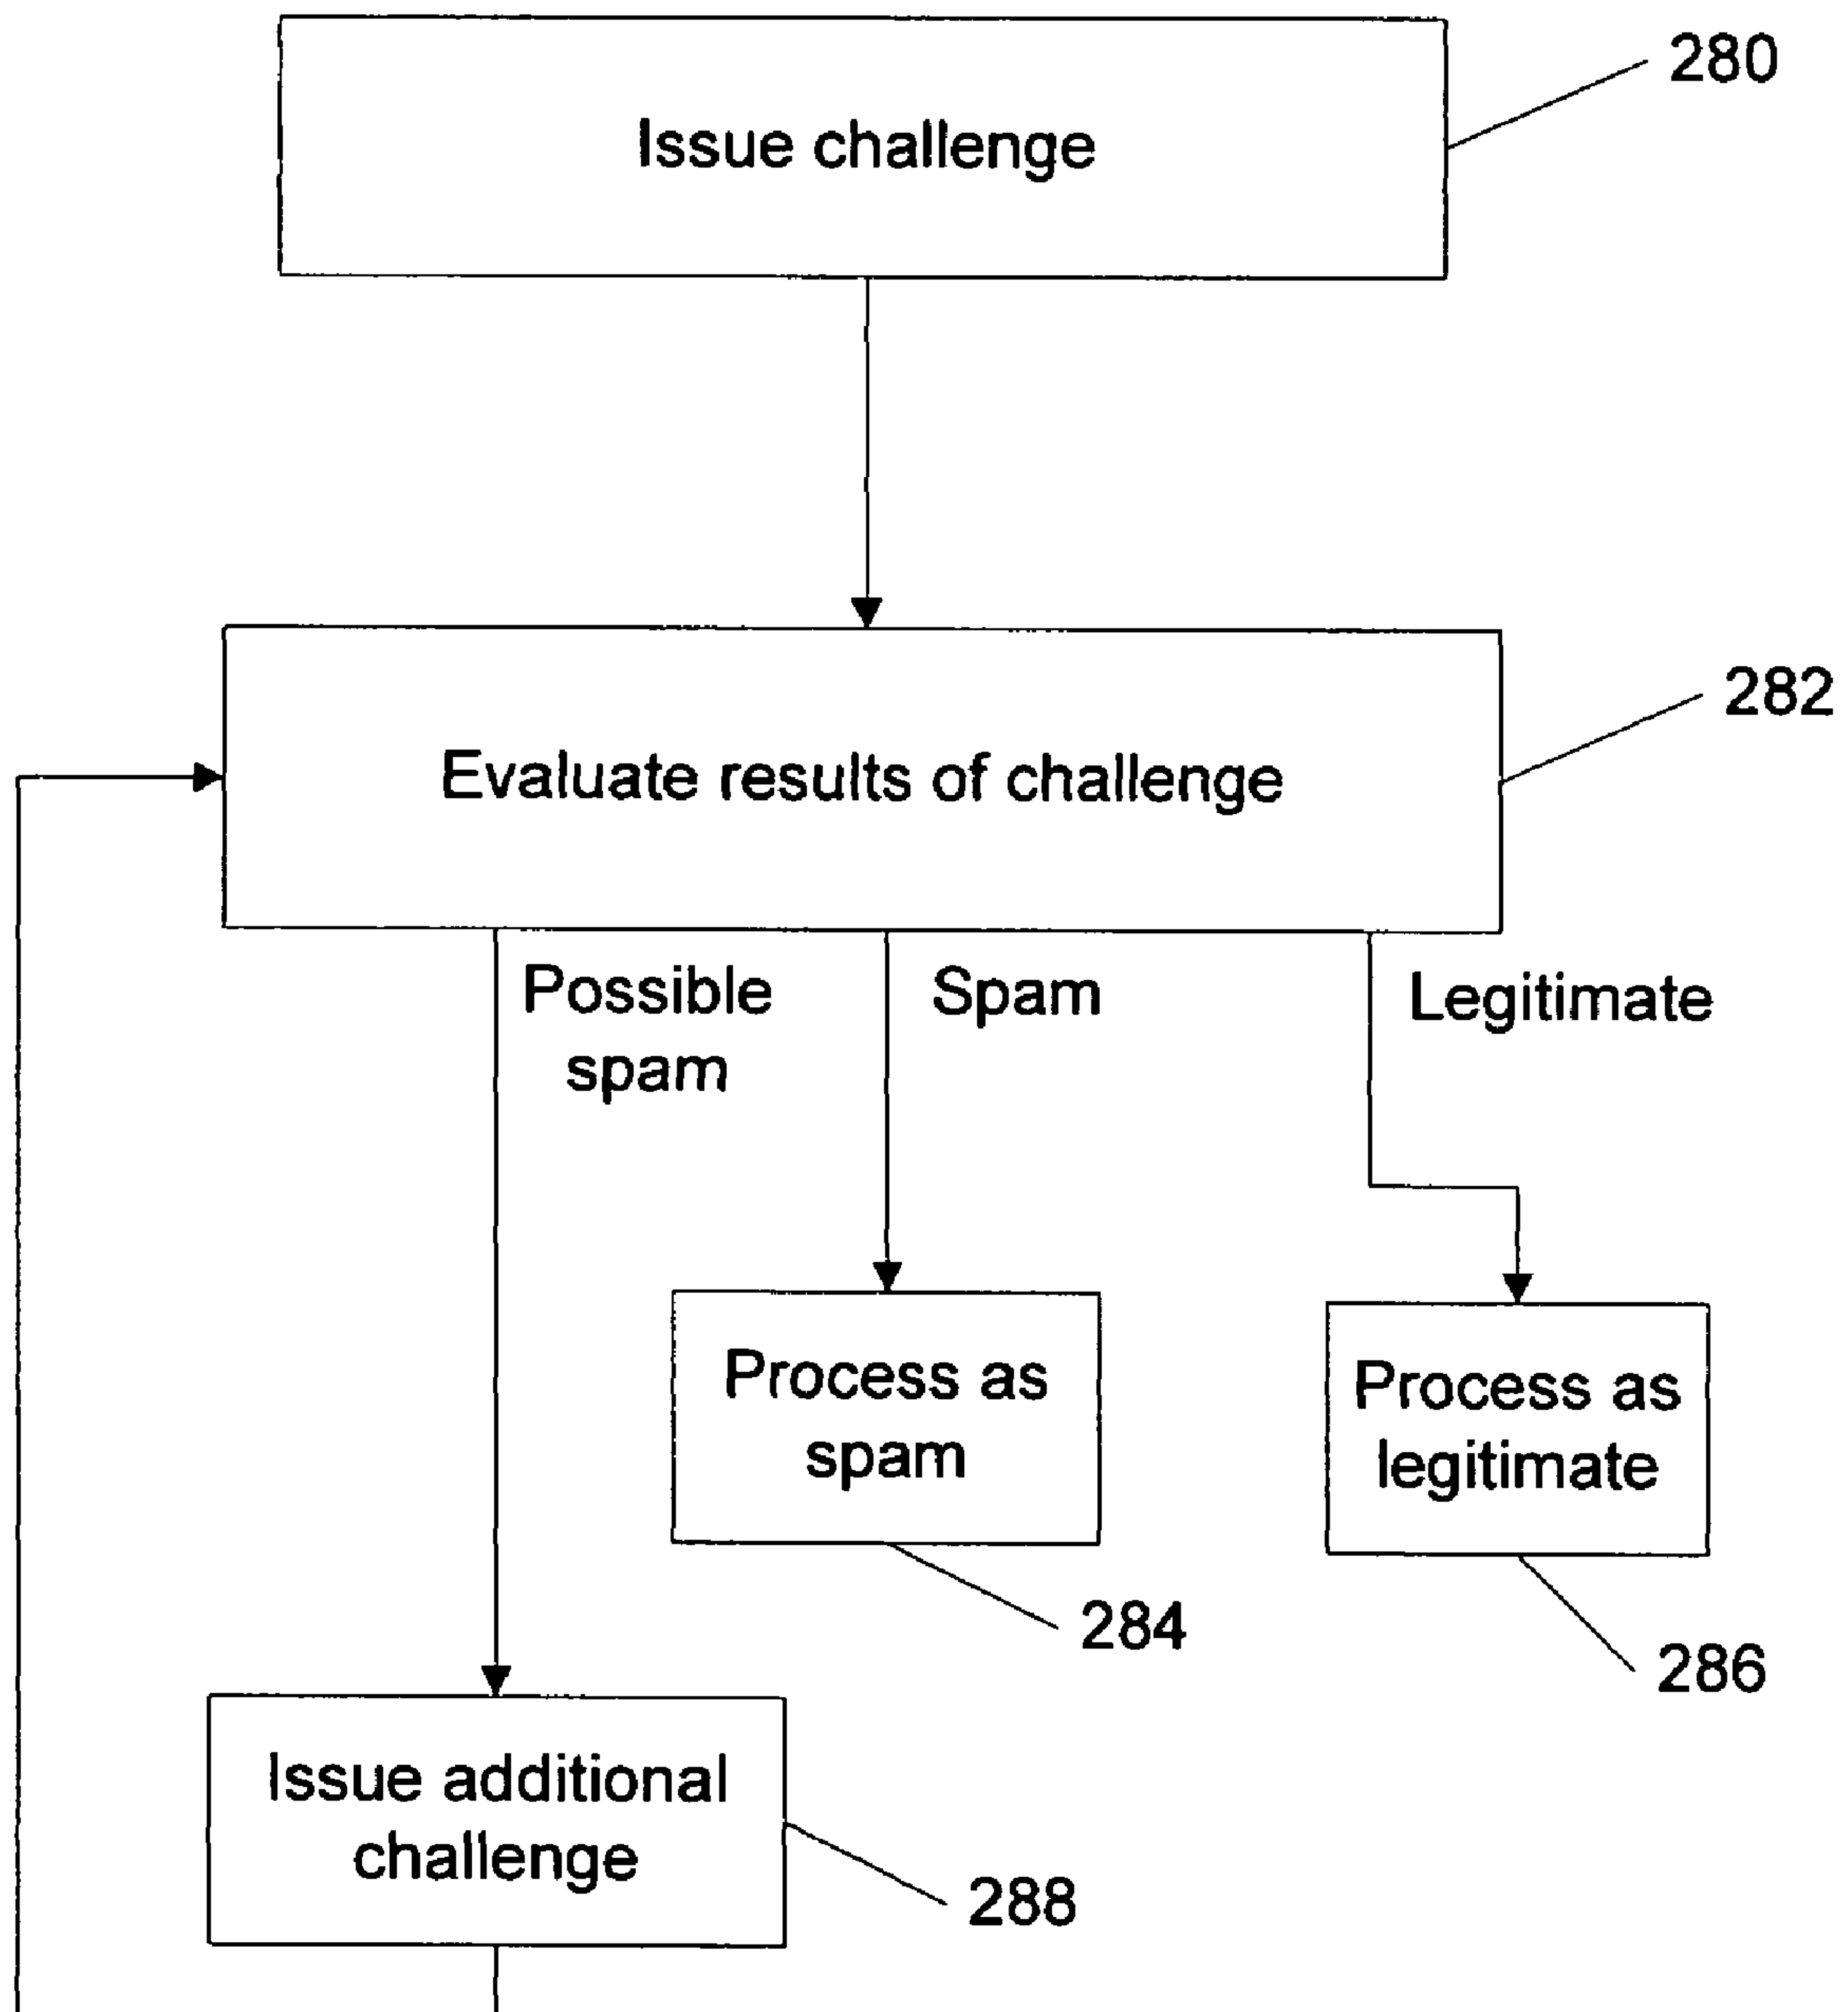 Issue challenge
280
Evaluate results of challenge
282
Possible
spam
Spam
Legitimate
Process as
spam
284
Process as
legitimate
286
Issue additional
challenge
288